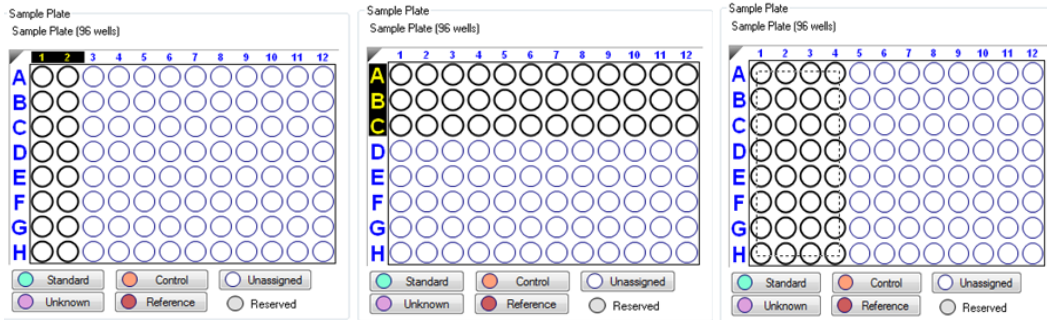 Sample Plate
Sample Plate (96 wells)
1 2 3 4 5 6 7 8 9 10 11 12
A
B
C
D
E
F
G
H
Standard Control Unassigned
Unknown Reference Reserved
Sample Plate
Sample Plate (96 wells)
1 2 3 4 5 6 7 8 9 10 11 12
A
B
C
D
E
F
G
H
Standard Control Unassigned
Unknown Reference Reserved
Sample Plate
Sample Plate (96 wells)
1 2 3 4 5 6 7 8 9 10 11 12
A
B
C
D
E
F
G
H
Standard Control Unassigned
Unknown Reference Reserved